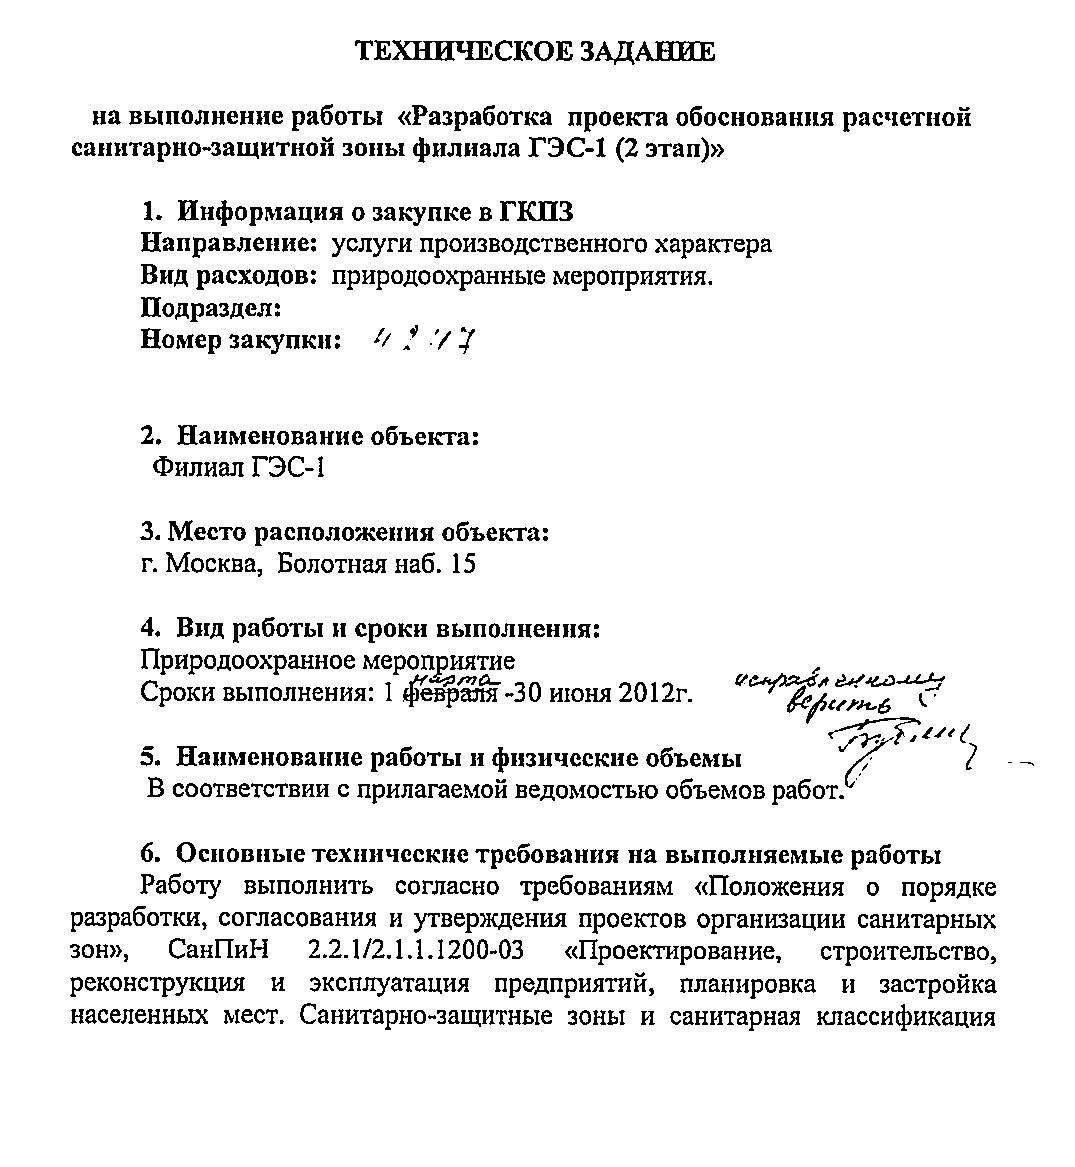 ТЕХНИЧЕСКОЕ ЗАДАНИЕ
на выполнение работы «Разработка проекта обоснования расчетной
санитарно-защитной зоны филиала ГЭС-1 (2 этап)»
1. Информация о закупке в ГКПЗ
Направление: услуги производственного характера
Вид расходов: природоохранные мероприятия.
Подраздел:
Номер закупки:
2. Наименование объекта:
Филиал ГЭС-1
3. Место расположения объекта:
г. Москва, Болотная наб. 15
4. Вид работы и сроки выполнения:
Природоохранное мероприятие
марта
Сроки выполнения: 1 февраля -30 июня 2012г.
исправленному
верить
5. Наименование работы и физические объемы
В соответствии с прилагаемой ведомостью объемов работ.
6. Основные технические требования на выполняемые работы
Работу выполнить согласно требованиям «Положения о порядке
разработки, согласования и утверждения проектов организации санитарных
зон», СанПиН 2.2.1/2.1.1.1200-03 «Проектирование, строительство,
реконструкция и эксплуатация предприятий, планировка и застройка
населенных мест. Санитарно-защитные зоны и санитарная классификация